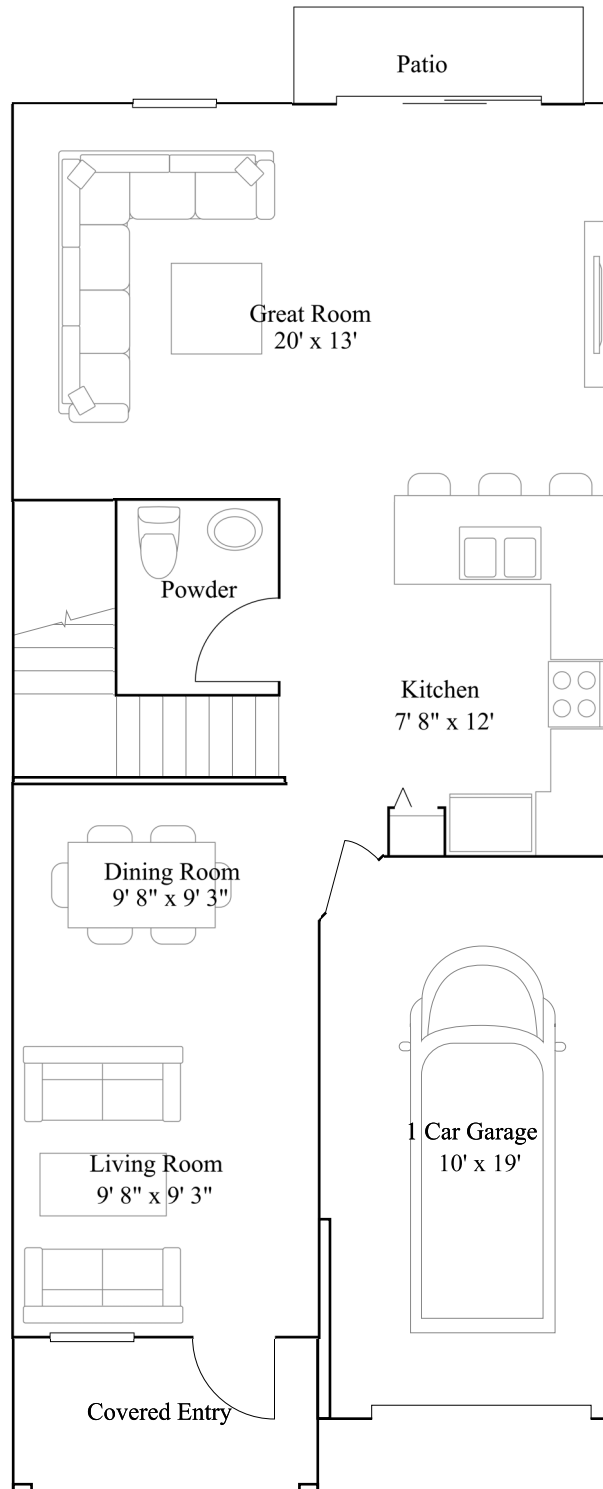 Patio
Great Room
20' x 13'
Powder
Kitchen
7' 8" x 12'
Dining Room
9' 8" x 9' 3"
1 Car Garage
10' x 19'
Living Room
9' 8" x 9' 3"
Covered Entry